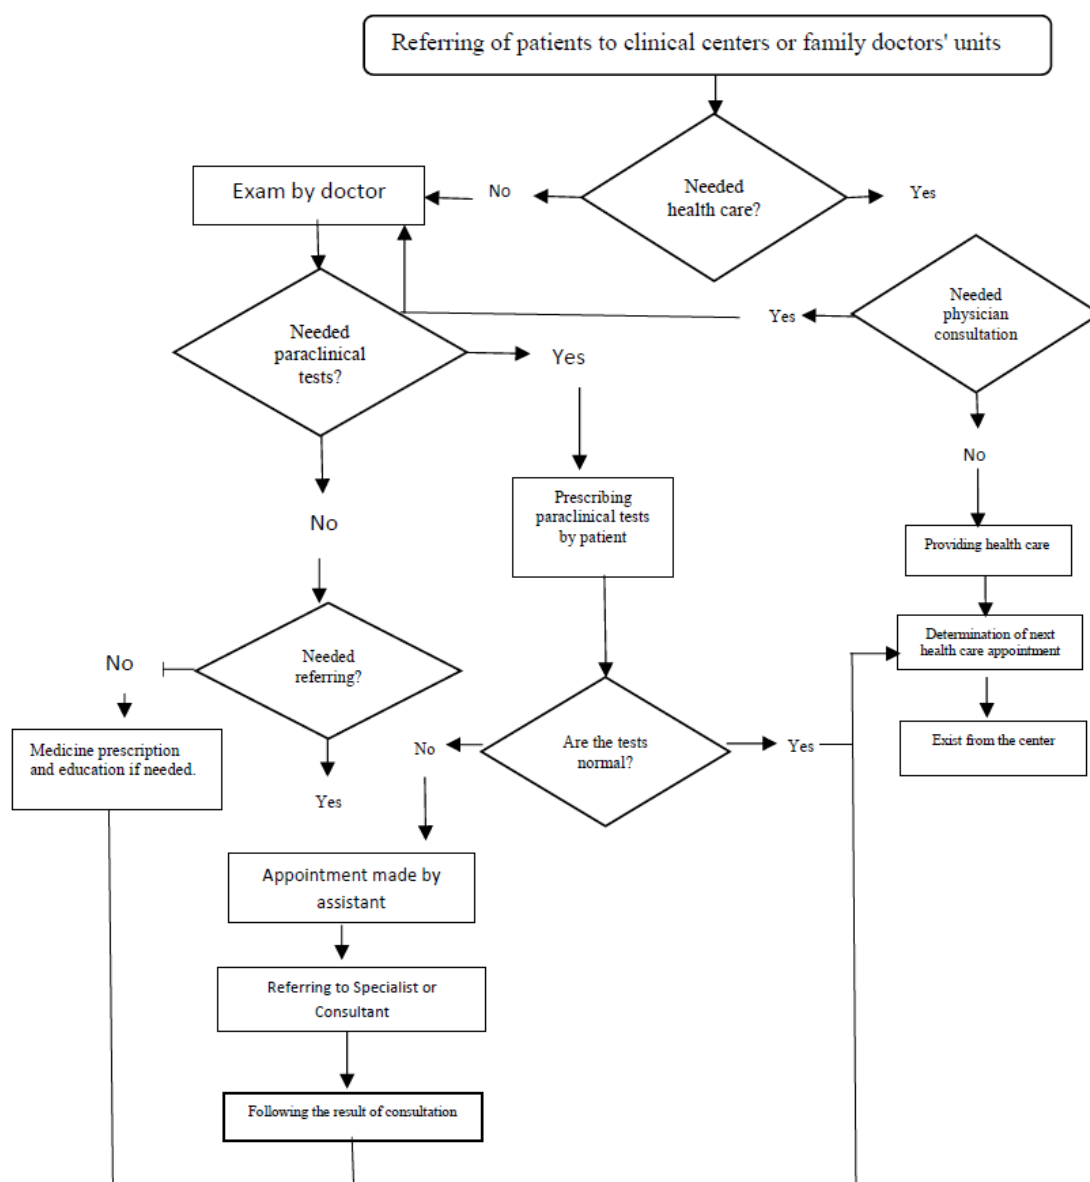 Referring of patients to clinical centers or family doctors' units
Needed
health care?
No
Yes
Exam by doctor
Needed
physician
consultation
Yes
No
Needed
paraclinical
tests?
Yes
No
Prescribing
paraclinical tests
by patient
Providing health care
Determination of next
health care appointment
Exist from the center
Needed
referring?
No
Yes
Medicine prescription
and education if needed.
Are the tests
normal?
No
Yes
Appointment made by
assistant
Referring to Specialist or
Consultant
Following the result of consultation